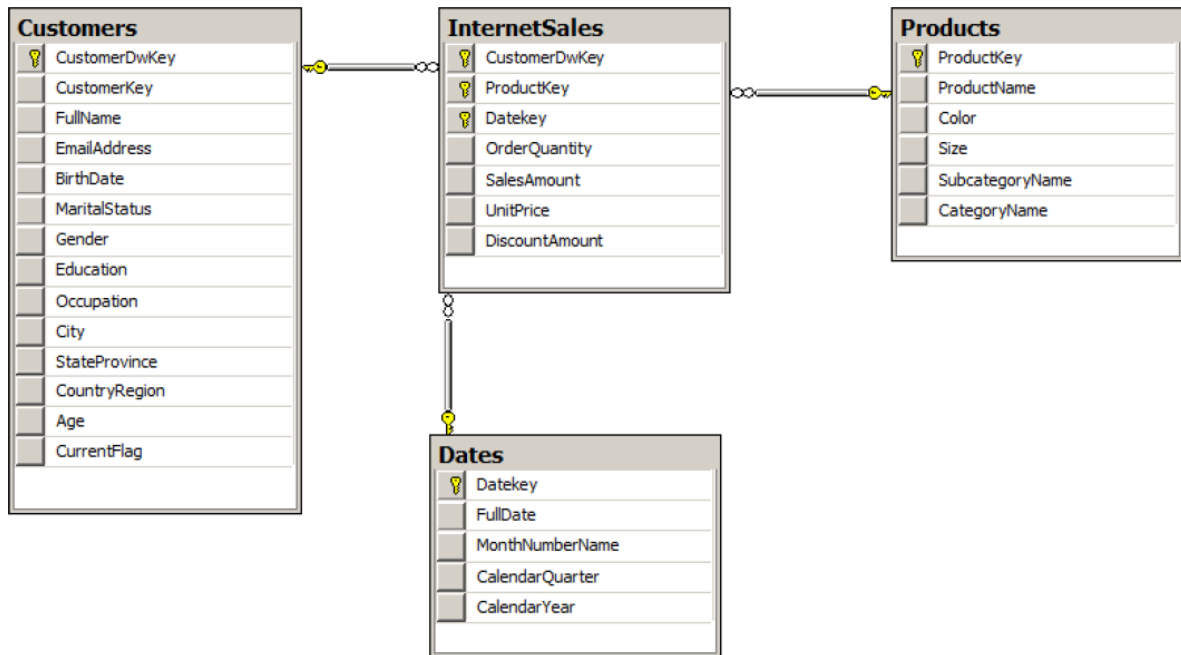 Customers
CustomerDwKey
CustomerKey
FullName
EmailAddress
BirthDate
MaritalStatus
Gender
Education
Occupation
City
StateProvince
CountryRegion
Age
CurrentFlag
InternetSales
CustomerDwKey
ProductKey
Datekey
OrderQuantity
SalesAmount
UnitPrice
DiscountAmount
Products
ProductKey
ProductName
Color
Size
SubcategoryName
CategoryName
Dates
Datekey
FullDate
MonthNumberName
CalendarQuarter
CalendarYear